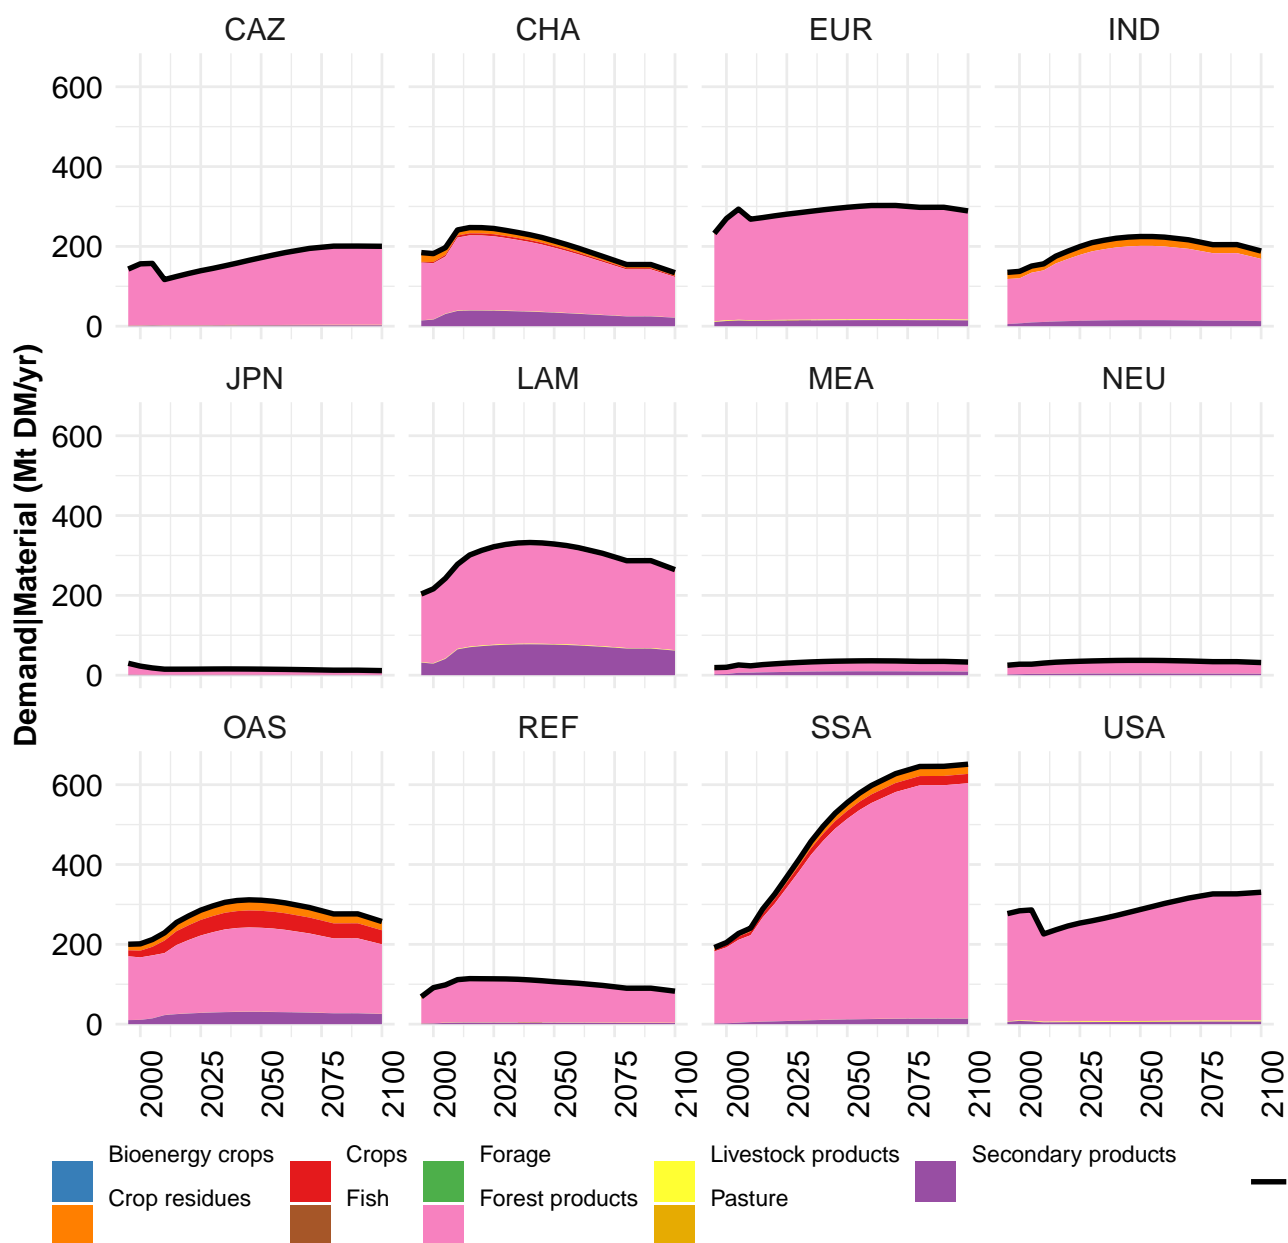 CAZ CHA EUR IND
600
400
200
0
JPN LAM MEA NEU
600
400
200
0
Demand|Material (Mt DM/yr)
OAS REF SSA USA
600
400
200
0
2000 2025 2050 2075 2100 2000 2025 2050 2075 2100 2000 2025 2050 2075 2100 2000 2025 2050 2075 2100
Bioenergy crops Crops Forage Livestock products Secondary products
Crop residues Fish Forest products Pasture